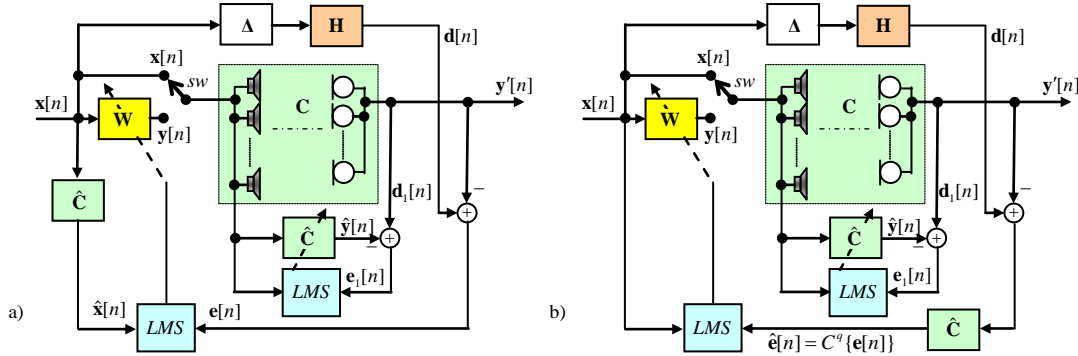 a)
Δ
H
d[n]
x[n]
sw
C
y'[n]
x[n]
W
y[n]
d₁[n]
−
+
Ĉ
Ĉ
ŷ[n]
+
−
LMS
e₁[n]
x̂[n]
LMS
e[n]
b)
Δ
H
d[n]
x[n]
sw
C
y'[n]
x[n]
W
y[n]
d₁[n]
−
+
Ĉ
ŷ[n]
+
−
LMS
e₁[n]
LMS
ê[n] = C^q{e[n]}
Ĉ